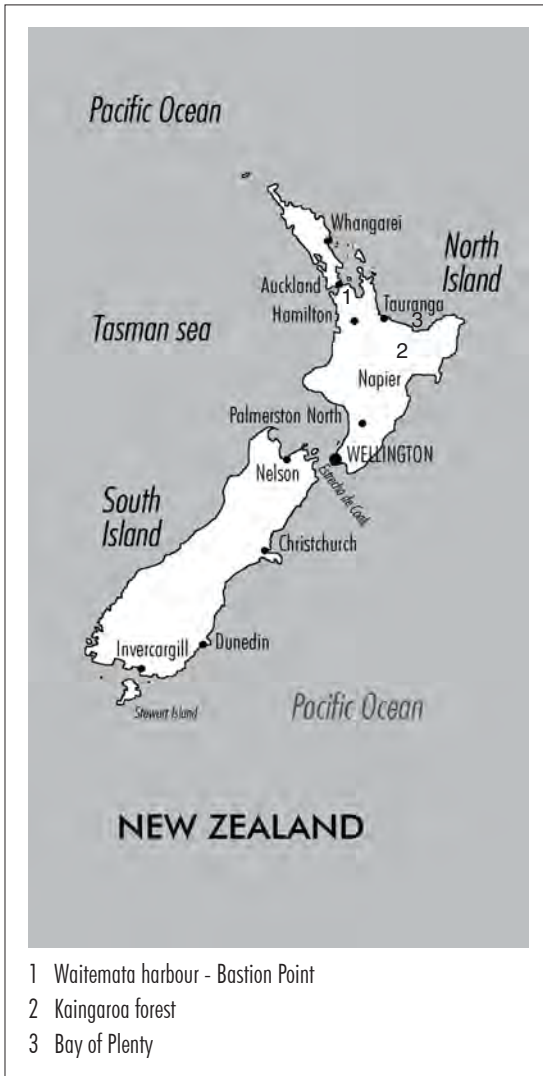 Pacific Ocean
Whangarei
North
Island
Auckland
1
Tauranga
3
Hamilton
Tasman sea
2
Napier
Palmerston North
WELLINGTON
Nelson
Estrecho de Cook
South
Island
Christchurch
Dunedin
Invercargill
Stewart Island
Pacific Ocean
NEW ZEALAND
1 Waitemata harbour - Bastion Point
2 Kaingaroa forest
3 Bay of Plenty